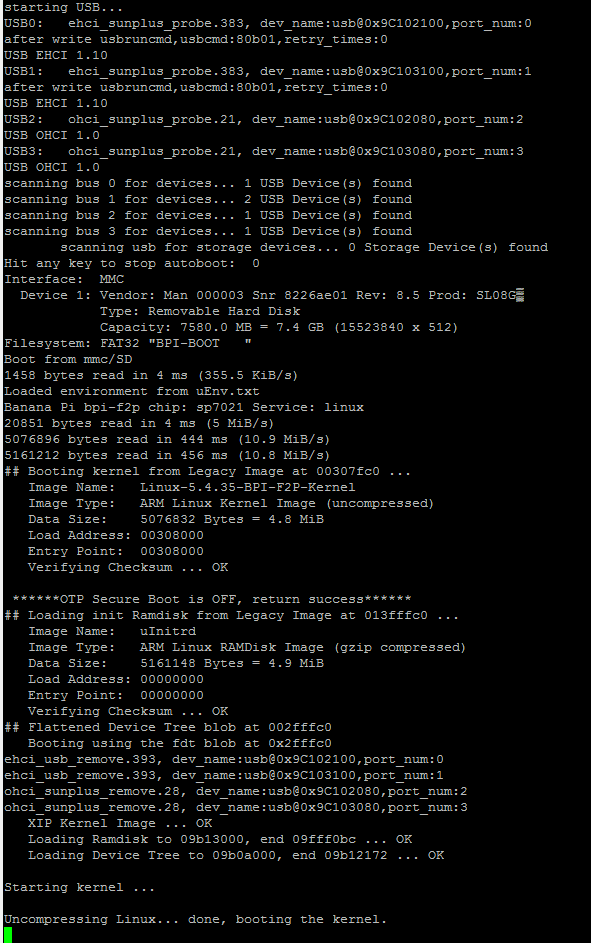 starting USB...
USB0:   ehci_sunplus_probe.383, dev_name:usb@0x9C102100,port_num:0
after write usbruncmd,usbcmd:80b01,retry_times:0
USB EHCI 1.10
USB1:   ehci_sunplus_probe.383, dev_name:usb@0x9C103100,port_num:1
after write usbruncmd,usbcmd:80b01,retry_times:0
USB EHCI 1.10
USB2:   ohci_sunplus_probe.21, dev_name:usb@0x9C102080,port_num:2
USB OHCI 1.0
USB3:   ohci_sunplus_probe.21, dev_name:usb@0x9C103080,port_num:3
USB OHCI 1.0
scanning bus 0 for devices... 1 USB Device(s) found
scanning bus 1 for devices... 2 USB Device(s) found
scanning bus 2 for devices... 1 USB Device(s) found
scanning bus 3 for devices... 1 USB Device(s) found
       scanning usb for storage devices... 0 Storage Device(s) found
Hit any key to stop autoboot:  0
Interface:  MMC
  Device 1: Vendor: Man 000003 Snr 8226ae01 Rev: 8.5 Prod: SL08G▒
            Type: Removable Hard Disk
            Capacity: 7580.0 MB = 7.4 GB (15523840 x 512)
Filesystem: FAT32 "BPI-BOOT   "
Boot from mmc/SD
1458 bytes read in 4 ms (355.5 KiB/s)
Loaded environment from uEnv.txt
Banana Pi bpi-f2p chip: sp7021 Service: linux
20851 bytes read in 4 ms (5 MiB/s)
5076896 bytes read in 444 ms (10.9 MiB/s)
5161212 bytes read in 456 ms (10.8 MiB/s)
## Booting kernel from Legacy Image at 00307fc0 ...
   Image Name:   Linux-5.4.35-BPI-F2P-Kernel
   Image Type:   ARM Linux Kernel Image (uncompressed)
   Data Size:    5076832 Bytes = 4.8 MiB
   Load Address: 00308000
   Entry Point:  00308000
   Verifying Checksum ... OK

 ******OTP Secure Boot is OFF, return success******
## Loading init Ramdisk from Legacy Image at 013fffc0 ...
   Image Name:   uInitrd
   Image Type:   ARM Linux RAMDisk Image (gzip compressed)
   Data Size:    5161148 Bytes = 4.9 MiB
   Load Address: 00000000
   Entry Point:  00000000
   Verifying Checksum ... OK
## Flattened Device Tree blob at 002fffc0
   Booting using the fdt blob at 0x2fffc0
ehci_usb_remove.393, dev_name:usb@0x9C102100,port_num:0
ehci_usb_remove.393, dev_name:usb@0x9C103100,port_num:1
ohci_sunplus_remove.28, dev_name:usb@0x9C102080,port_num:2
ohci_sunplus_remove.28, dev_name:usb@0x9C103080,port_num:3
   XIP Kernel Image ... OK
   Loading Ramdisk to 09b13000, end 09fff0bc ... OK
   Loading Device Tree to 09b0a000, end 09b12172 ... OK

Starting kernel ...

Uncompressing Linux... done, booting the kernel.